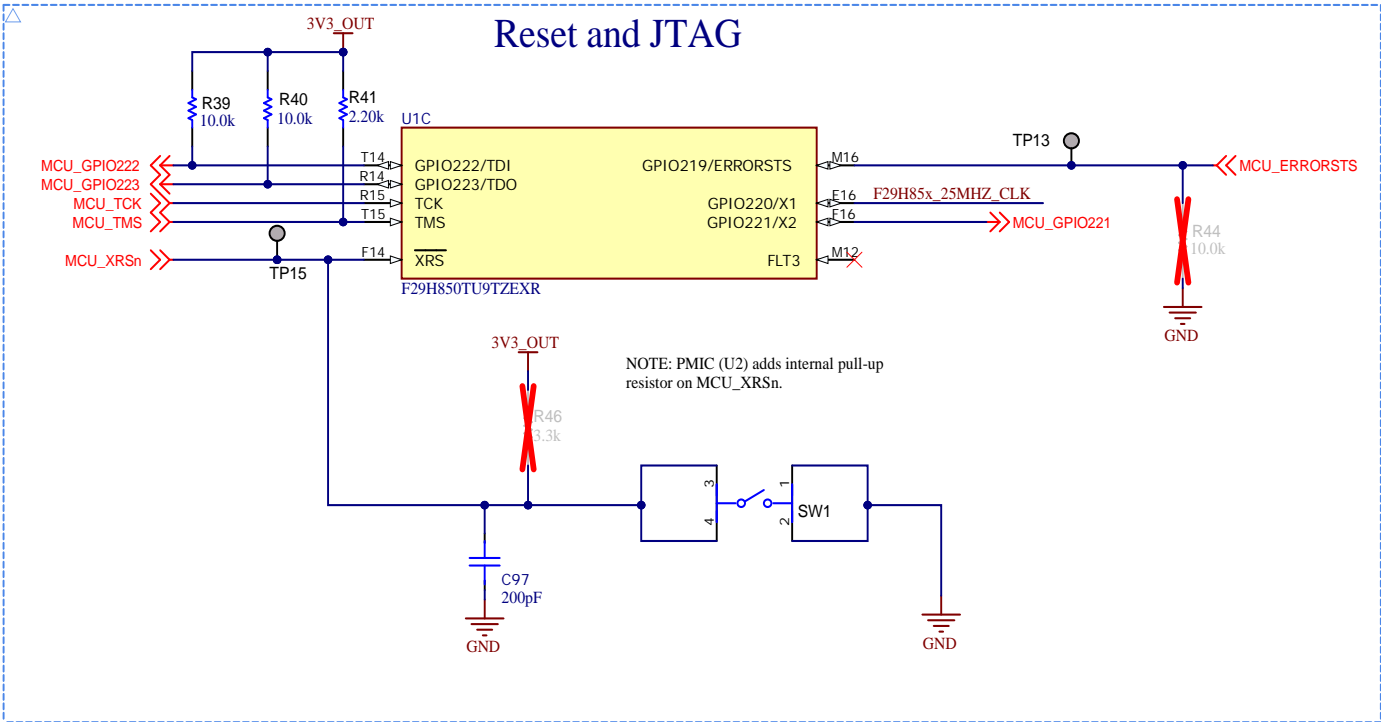 Reset and JTAG
3V3_OUT
R39
10.0k
R40
10.0k
R41
2.20k
U1C
MCU_GPIO222
T14
GPIO222/TDI
GPIO219/ERRORSTS
M16
TP13
MCU_ERRORSTS
MCU_GPIO223
R14
GPIO223/TDO
MCU_TCK
R15
TCK
GPIO220/X1
E16
F29H85x_25MHZ_CLK
MCU_TMS
T15
TMS
GPIO221/X2
F16
MCU_GPIO221
R44
10.0k
MCU_XRSn
TP15
F14
XRS
FLT3
M12
F29H850TU9TZEXR
GND
3V3_OUT
NOTE: PMIC (U2) adds internal pull-up
resistor on MCU_XRSn.
R46
3.3k
3
4
1
2
SW1
C97
200pF
GND
GND